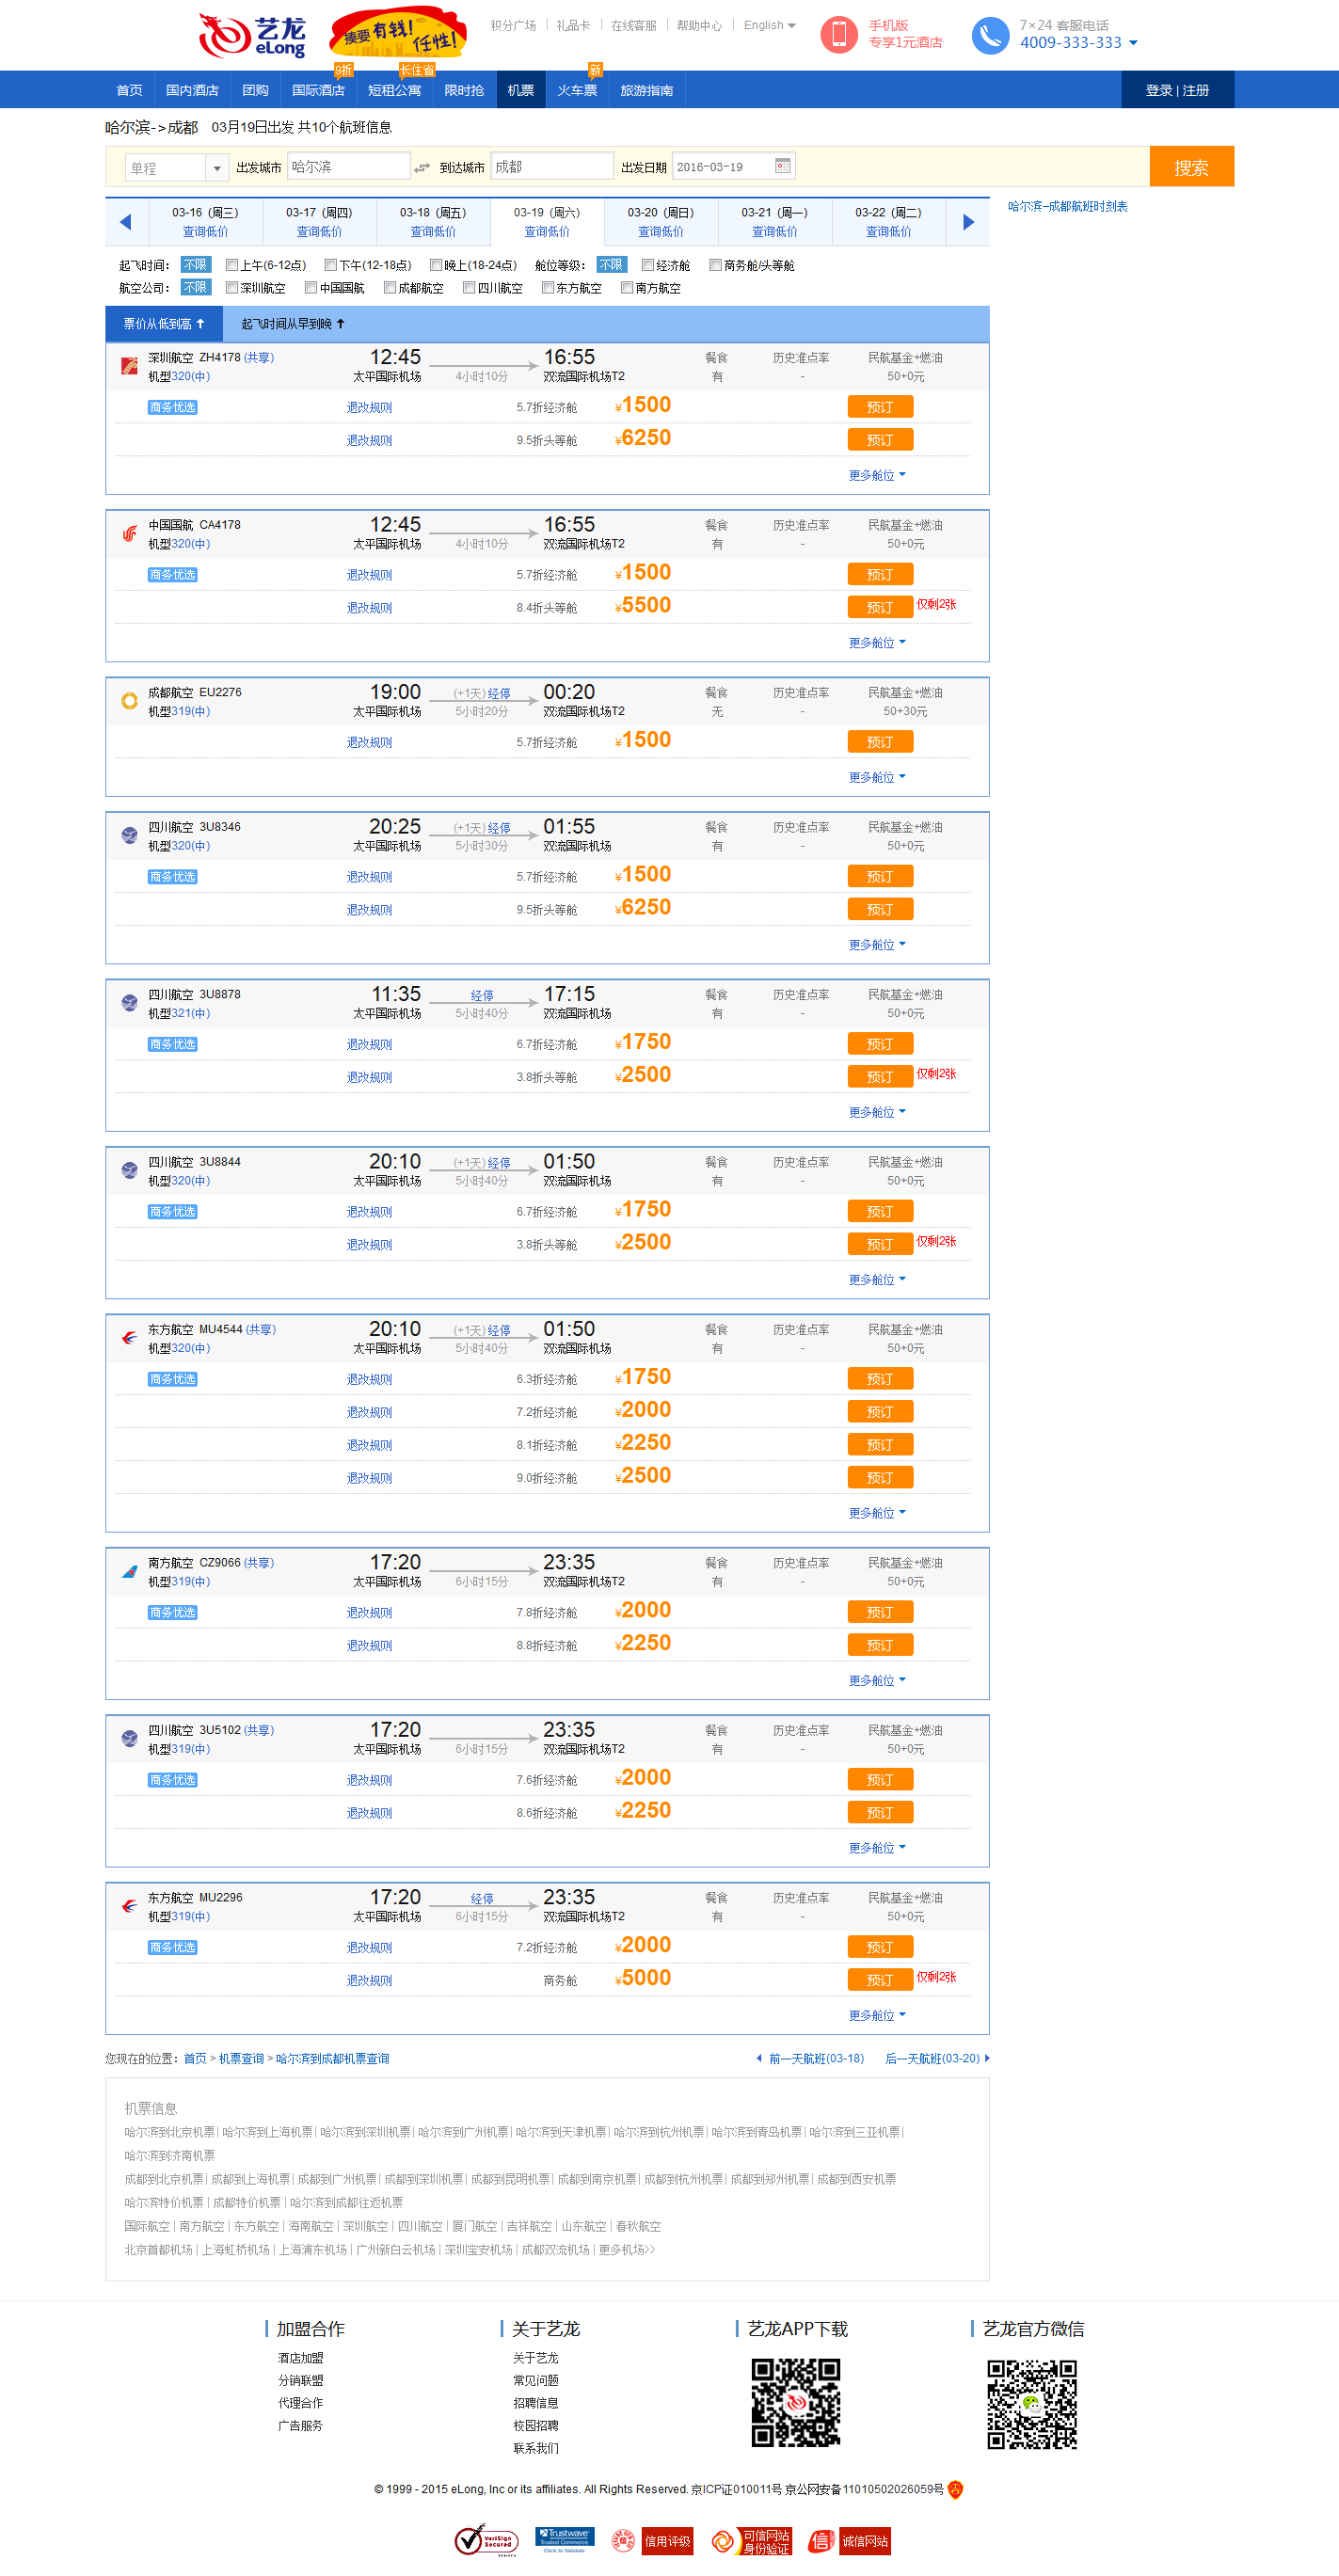 艺龙 eLong
揍要有钱！任性！
积分广场 | 礼品卡 | 在线客服 | 帮助中心 | English
手机版
专享1元酒店
7×24 客服电话
4009-333-333
9折 长住省 新
首页 国内酒店 团购 国际酒店 短租公寓 限时抢 机票 火车票 旅游指南 登录 | 注册
哈尔滨->成都 03月19日出发 共10个航班信息
单程 出发城市 哈尔滨 到达城市 成都 出发日期 2016-03-19 搜索
03-16 (周三) 03-17 (周四) 03-18 (周五) 03-19 (周六) 03-20 (周日) 03-21 (周一) 03-22 (周二)
查询低价 查询低价 查询低价 查询低价 查询低价 查询低价 查询低价
哈尔滨-成都航班时刻表
起飞时间： 不限 上午(6-12点) 下午(12-18点) 晚上(18-24点) 舱位等级： 不限 经济舱 商务舱/头等舱
航空公司： 不限 深圳航空 中国国航 成都航空 四川航空 东方航空 南方航空
票价从低到高 起飞时间从早到晚
深圳航空 ZH4178 (共享) 12:45 16:55 餐食 历史准点率 民航基金+燃油
机型320(中) 太平国际机场 4小时10分 双流国际机场T2 有 - 50+0元
商务优选 退改规则 5.7折经济舱 ¥1500 预订
退改规则 9.5折头等舱 ¥6250 预订
更多舱位
中国国航 CA4178 12:45 16:55 餐食 历史准点率 民航基金+燃油
机型320(中) 太平国际机场 4小时10分 双流国际机场T2 有 - 50+0元
商务优选 退改规则 5.7折经济舱 ¥1500 预订
退改规则 8.4折头等舱 ¥5500 预订 仅剩2张
更多舱位
成都航空 EU2276 19:00 (+1天) 经停 00:20 餐食 历史准点率 民航基金+燃油
机型319(中) 太平国际机场 5小时20分 双流国际机场T2 无 - 50+30元
退改规则 5.7折经济舱 ¥1500 预订
更多舱位
四川航空 3U8346 20:25 (+1天) 经停 01:55 餐食 历史准点率 民航基金+燃油
机型320(中) 太平国际机场 5小时30分 双流国际机场 有 - 50+0元
商务优选 退改规则 5.7折经济舱 ¥1500 预订
退改规则 9.5折头等舱 ¥6250 预订
更多舱位
四川航空 3U8878 11:35 经停 17:15 餐食 历史准点率 民航基金+燃油
机型321(中) 太平国际机场 5小时40分 双流国际机场 有 - 50+0元
商务优选 退改规则 6.7折经济舱 ¥1750 预订
退改规则 3.8折头等舱 ¥2500 预订 仅剩2张
更多舱位
四川航空 3U8844 20:10 (+1天) 经停 01:50 餐食 历史准点率 民航基金+燃油
机型320(中) 太平国际机场 5小时40分 双流国际机场 有 - 50+0元
商务优选 退改规则 6.7折经济舱 ¥1750 预订
退改规则 3.8折头等舱 ¥2500 预订 仅剩2张
更多舱位
东方航空 MU4544 (共享) 20:10 (+1天) 经停 01:50 餐食 历史准点率 民航基金+燃油
机型320(中) 太平国际机场 5小时40分 双流国际机场 有 - 50+0元
商务优选 退改规则 6.3折经济舱 ¥1750 预订
退改规则 7.2折经济舱 ¥2000 预订
退改规则 8.1折经济舱 ¥2250 预订
退改规则 9.0折经济舱 ¥2500 预订
更多舱位
南方航空 CZ9066 (共享) 17:20 23:35 餐食 历史准点率 民航基金+燃油
机型319(中) 太平国际机场 6小时15分 双流国际机场T2 有 - 50+0元
商务优选 退改规则 7.8折经济舱 ¥2000 预订
退改规则 8.8折经济舱 ¥2250 预订
更多舱位
四川航空 3U5102 (共享) 17:20 23:35 餐食 历史准点率 民航基金+燃油
机型319(中) 太平国际机场 6小时15分 双流国际机场T2 有 - 50+0元
商务优选 退改规则 7.6折经济舱 ¥2000 预订
退改规则 8.6折经济舱 ¥2250 预订
更多舱位
东方航空 MU2296 17:20 经停 23:35 餐食 历史准点率 民航基金+燃油
机型319(中) 太平国际机场 6小时15分 双流国际机场T2 有 - 50+0元
商务优选 退改规则 7.2折经济舱 ¥2000 预订
退改规则 商务舱 ¥5000 预订 仅剩2张
更多舱位
您现在的位置：首页 > 机票查询 > 哈尔滨到成都机票查询 前一天航班(03-18) 后一天航班(03-20)
机票信息
哈尔滨到北京机票| 哈尔滨到上海机票| 哈尔滨到深圳机票| 哈尔滨到广州机票| 哈尔滨到天津机票| 哈尔滨到杭州机票| 哈尔滨到青岛机票| 哈尔滨到三亚机票|
哈尔滨到济南机票
成都到北京机票| 成都到上海机票| 成都到广州机票| 成都到深圳机票| 成都到昆明机票| 成都到南京机票| 成都到杭州机票| 成都到郑州机票| 成都到西安机票
哈尔滨特价机票 | 成都特价机票 | 哈尔滨到成都往返机票
国际航空 | 南方航空 | 东方航空 | 海南航空 | 深圳航空 | 四川航空 | 厦门航空 | 吉祥航空 | 山东航空 | 春秋航空
北京首都机场 | 上海虹桥机场 | 上海浦东机场 | 广州新白云机场 | 深圳宝安机场 | 成都双流机场 | 更多机场>>
加盟合作 关于艺龙 艺龙APP下载 艺龙官方微信
酒店加盟 关于艺龙
分销联盟 常见问题
代理合作 招聘信息
广告服务 校园招聘
联系我们
© 1999 - 2015 eLong, Inc or its affiliates. All Rights Reserved. 京ICP证010011号 京公网安备11010502026059号
VeriSign Secured Trustwave Trusted Commerce Click to Validate 信用评级 可信网站 身份验证 诚信网站